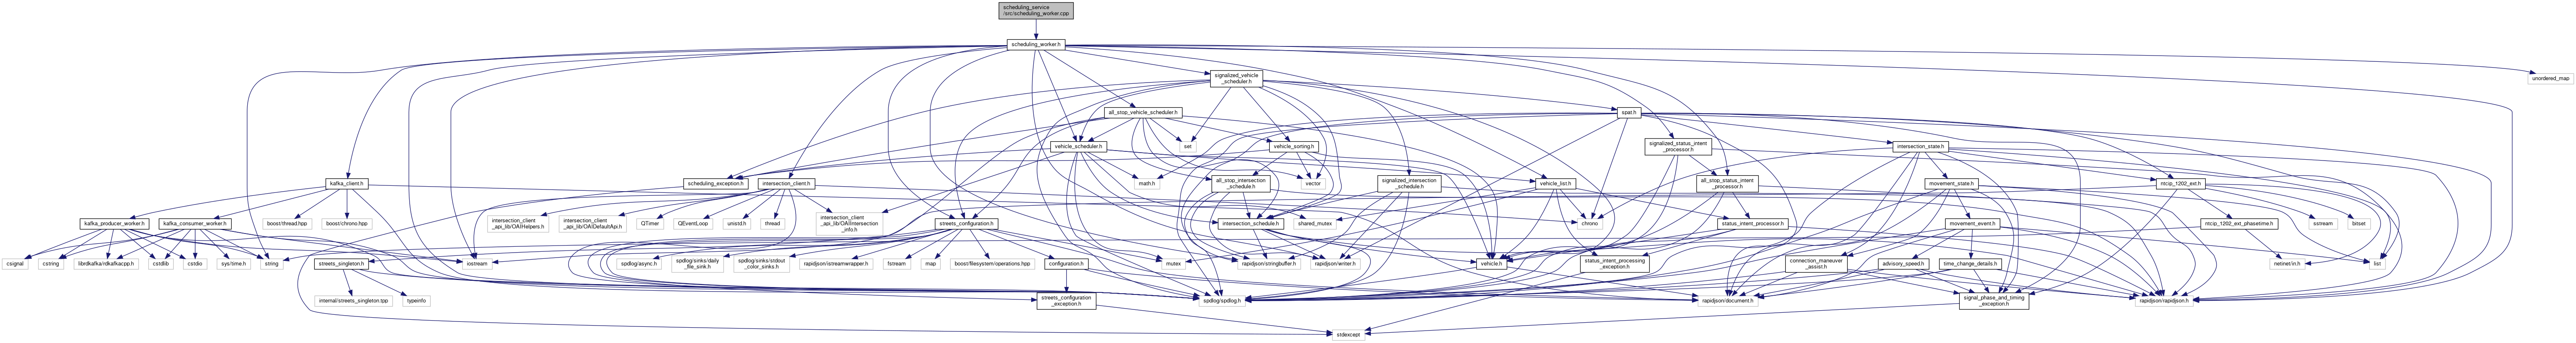 scheduling_service
/src/scheduling_worker.cpp
scheduling_worker.h
signalized_vehicle
_scheduler.h
unordered_map
all_stop_vehicle_scheduler.h
spat.h
vehicle_scheduler.h
set
vehicle_sorting.h
signalized_status_intent
_processor.h
intersection_state.h
kafka_client.h
intersection_client.h
scheduling_exception.h
math.h
all_stop_intersection
_schedule.h
vector
signalized_intersection
_schedule.h
vehicle_list.h
all_stop_status_intent
_processor.h
movement_state.h
ntcip_1202_ext.h
kafka_producer_worker.h
kafka_consumer_worker.h
boost/thread.hpp
boost/chrono.hpp
intersection_client
_api_lib/OAIHelpers.h
intersection_client
_api_lib/OAIDefaultApi.h
QTimer
QEventLoop
unistd.h
thread
intersection_client
_api_lib/OAIIntersection
_info.h
streets_configuration.h
intersection_schedule.h
shared_mutex
chrono
status_intent_processor.h
movement_event.h
ntcip_1202_ext_phasetime.h
sstream
bitset
csignal
cstring
librdkafka/rdkafkacpp.h
cstdlib
cstdio
sys/time.h
string
streets_singleton.h
iostream
spdlog/async.h
spdlog/sinks/daily
_file_sink.h
spdlog/sinks/stdout
_color_sinks.h
rapidjson/istreamwrapper.h
fstream
map
boost/filesystem/operations.hpp
configuration.h
mutex
rapidjson/stringbuffer.h
rapidjson/writer.h
vehicle.h
status_intent_processing
_exception.h
connection_maneuver
_assist.h
advisory_speed.h
time_change_details.h
netinet/in.h
list
internal/streets_singleton.tpp
typeinfo
streets_configuration
_exception.h
spdlog/spdlog.h
rapidjson/document.h
signal_phase_and_timing
_exception.h
rapidjson/rapidjson.h
stdexcept